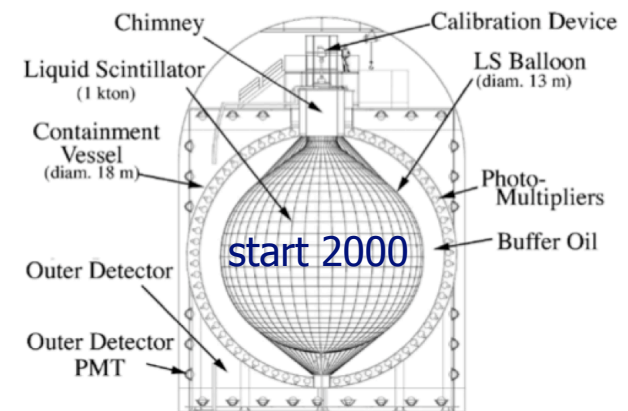 Chimney
Calibration Device
Liquid Scintillator
(1 kton)
LS Balloon
(diam. 13 m)
Containment
Vessel
(diam. 18 m)
Photo-
Multipliers
start 2000
Buffer Oil
Outer Detector
Outer Detector
PMT